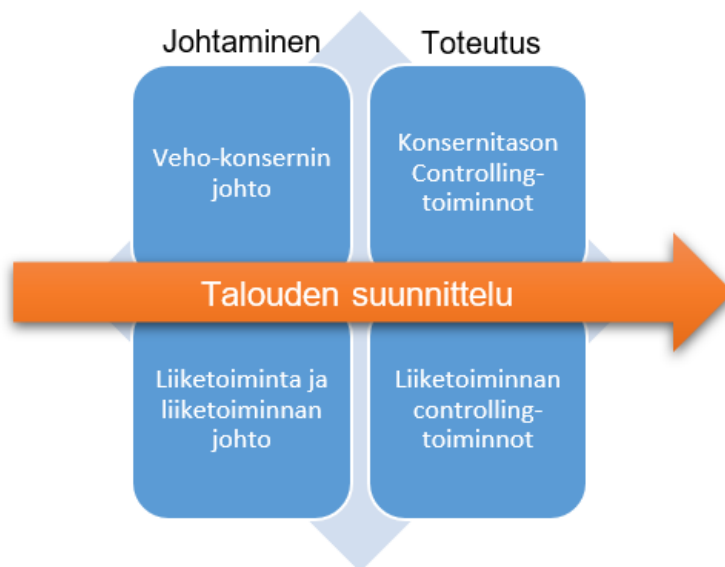 Johtaminen
Toteutus
Veho-konsernin
johto
Konsernitason
Controlling-
toiminnot
Talouden suunnittelu
Liiketoiminta ja
liiketoiminnan
johto
Liiketoiminnan
controlling-
toiminnot